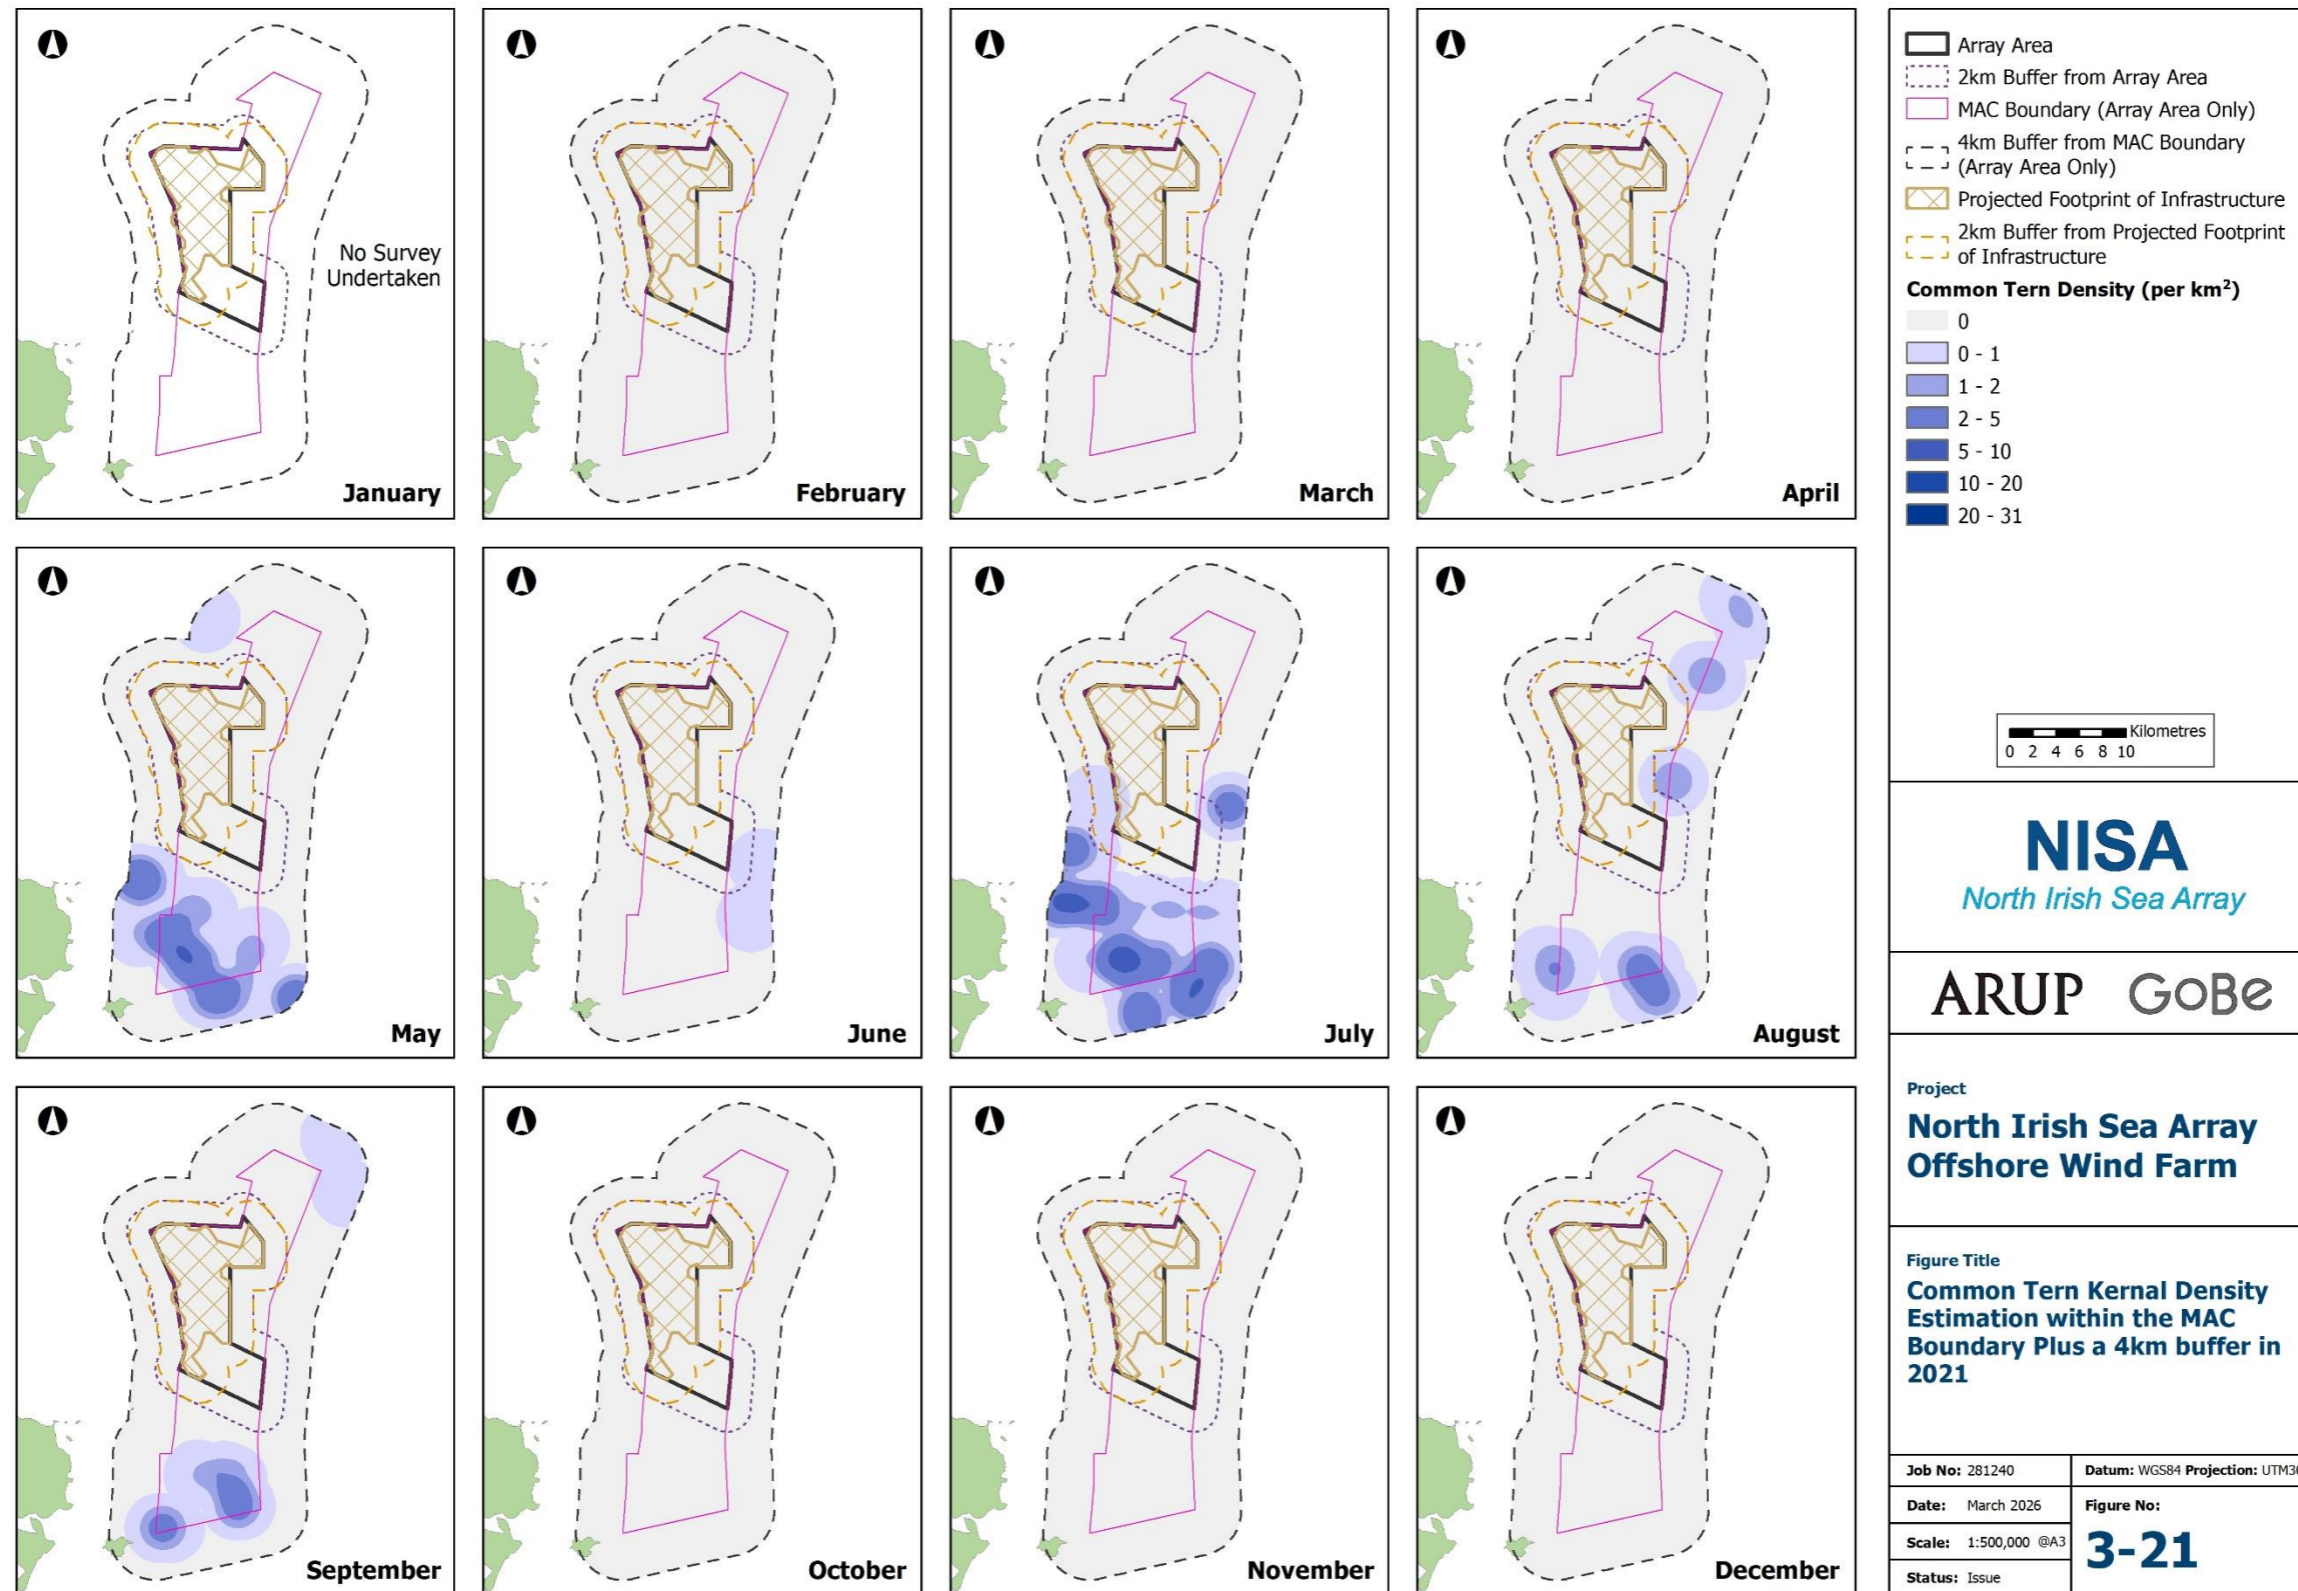 No Survey
Undertaken
January
February
March
April
May
June
July
August
September
October
November
December
Array Area
2km Buffer from Array Area
MAC Boundary (Array Area Only)
4km Buffer from MAC Boundary
(Array Area Only)
Projected Footprint of Infrastructure
2km Buffer from Projected Footprint
of Infrastructure
Common Tern Density (per km²)
0
0 - 1
1 - 2
2 - 5
5 - 10
10 - 20
20 - 31
Kilometres
0 2 4 6 8 10
NISA
North Irish Sea Array
ARUP GoBe
Project
North Irish Sea Array
Offshore Wind Farm
Figure Title
Common Tern Kernal Density
Estimation within the MAC
Boundary Plus a 4km buffer in
2021
Job No: 281240
Datum: WGS84 Projection:
Date: March 2026
Figure No:
Scale: 1:500,000 @A3
3-21
Status: Issue